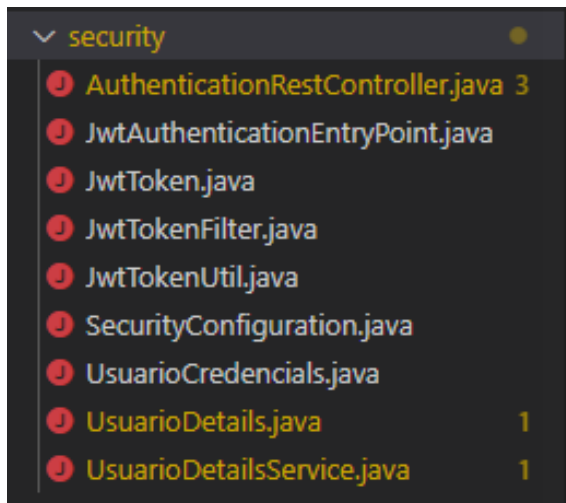 security
J AuthenticationRestController.java 3
J JwtAuthenticationEntryPoint.java
J JwtToken.java
J JwtTokenFilter.java
J JwtTokenUtil.java
J SecurityConfiguration.java
J UsuarioCredencials.java
J UsuarioDetails.java 1
J UsuarioDetailsService.java 1